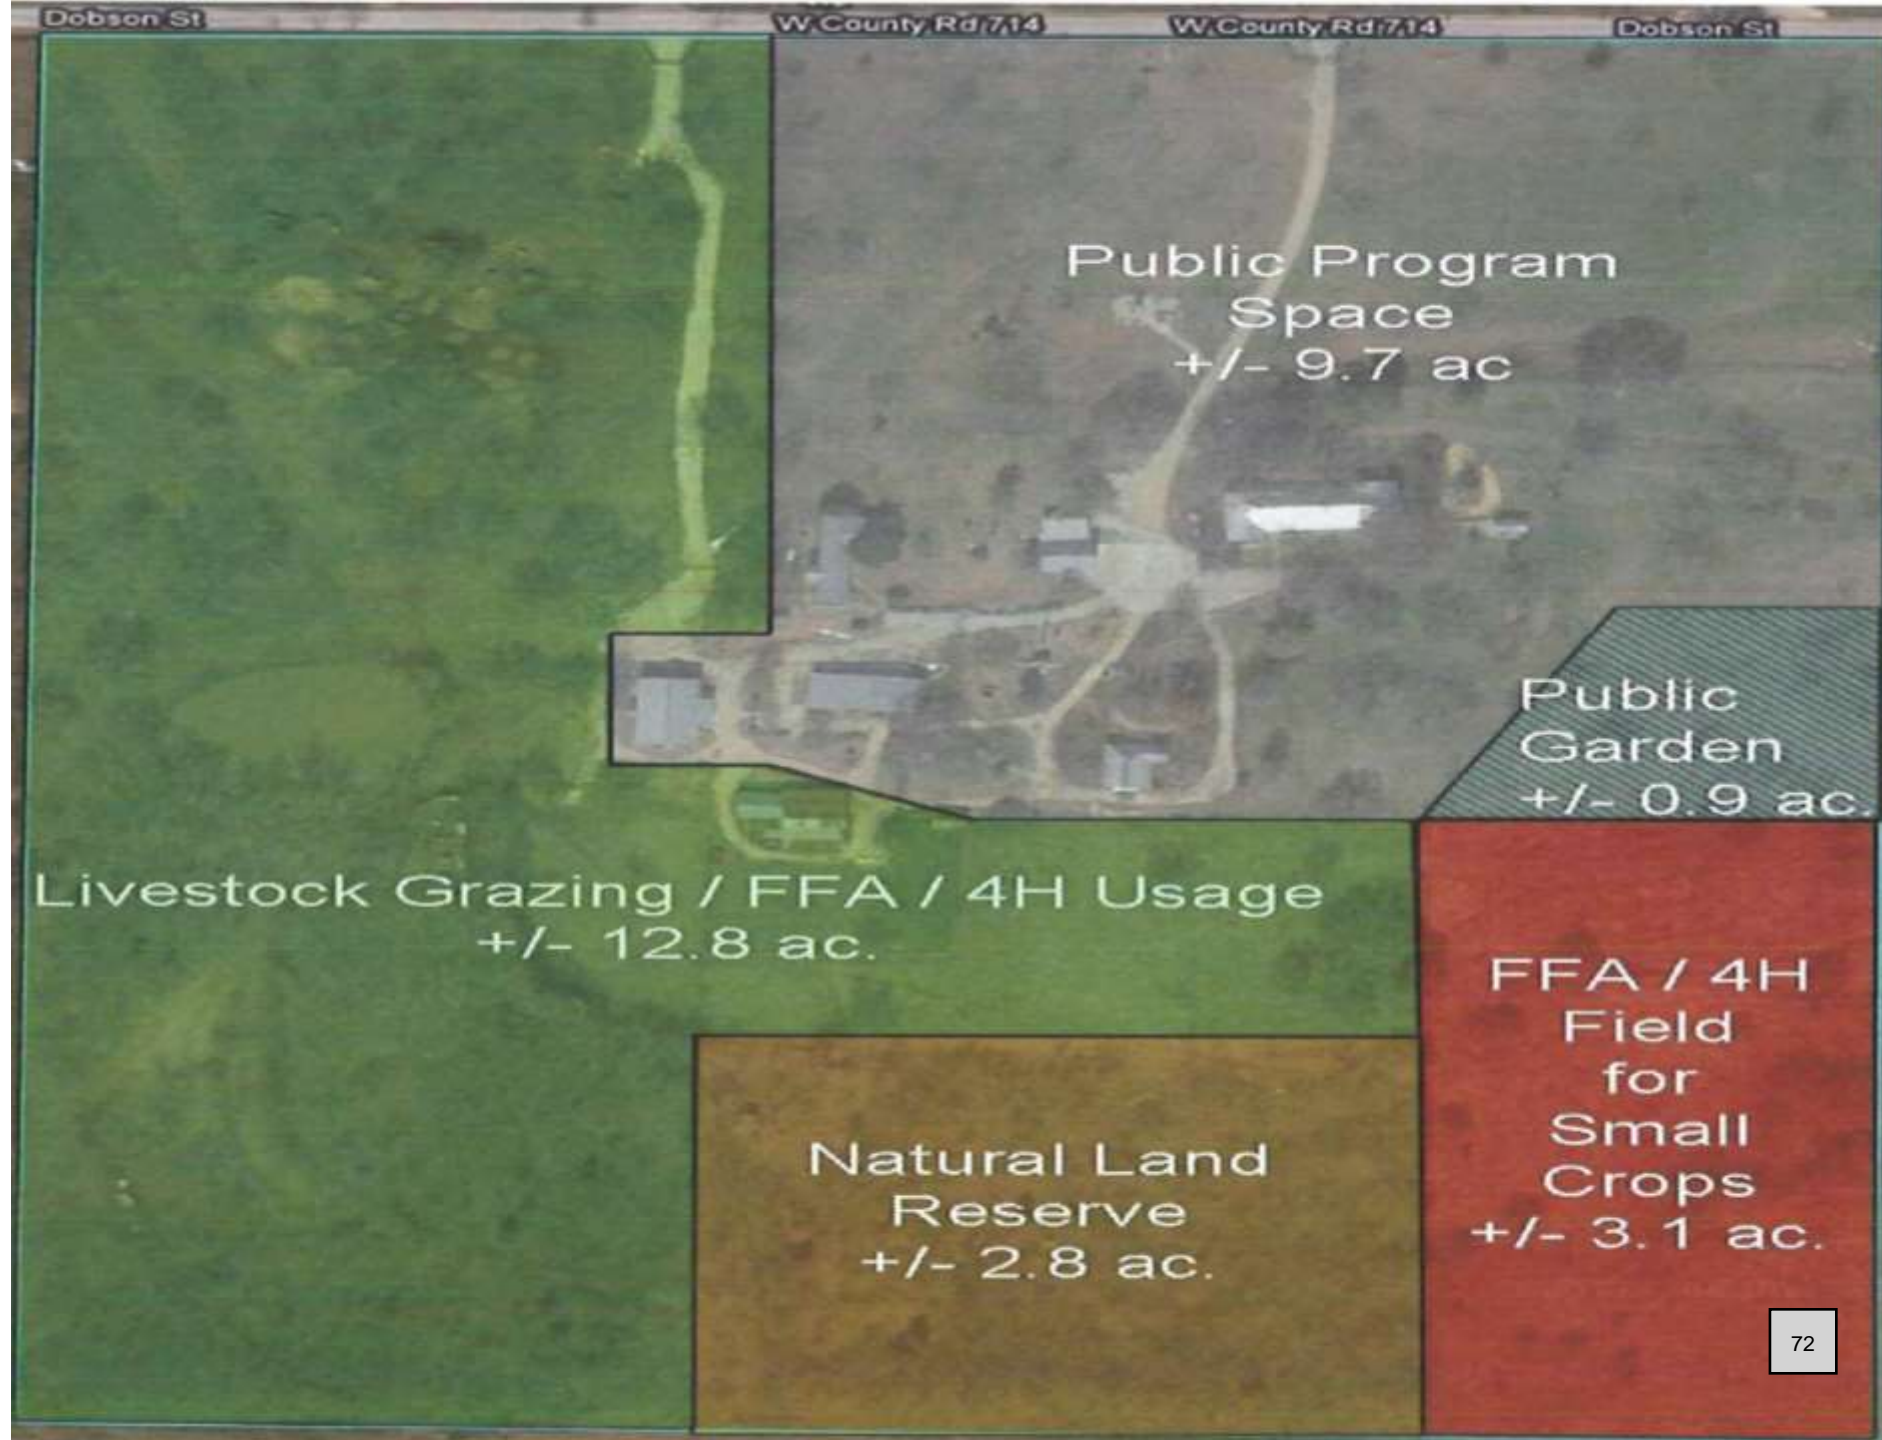 Dobson St
W County Rd 714
W County Rd 714
Dobson St
Public Program
Space
+/- 9.7 ac
Public
Garden
+/- 0.9 ac.
Livestock Grazing / FFA / 4H Usage
+/- 12.8 ac.
FFA / 4H
Field
for
Small
Crops
+/- 3.1 ac.
Natural Land
Reserve
+/- 2.8 ac.
72